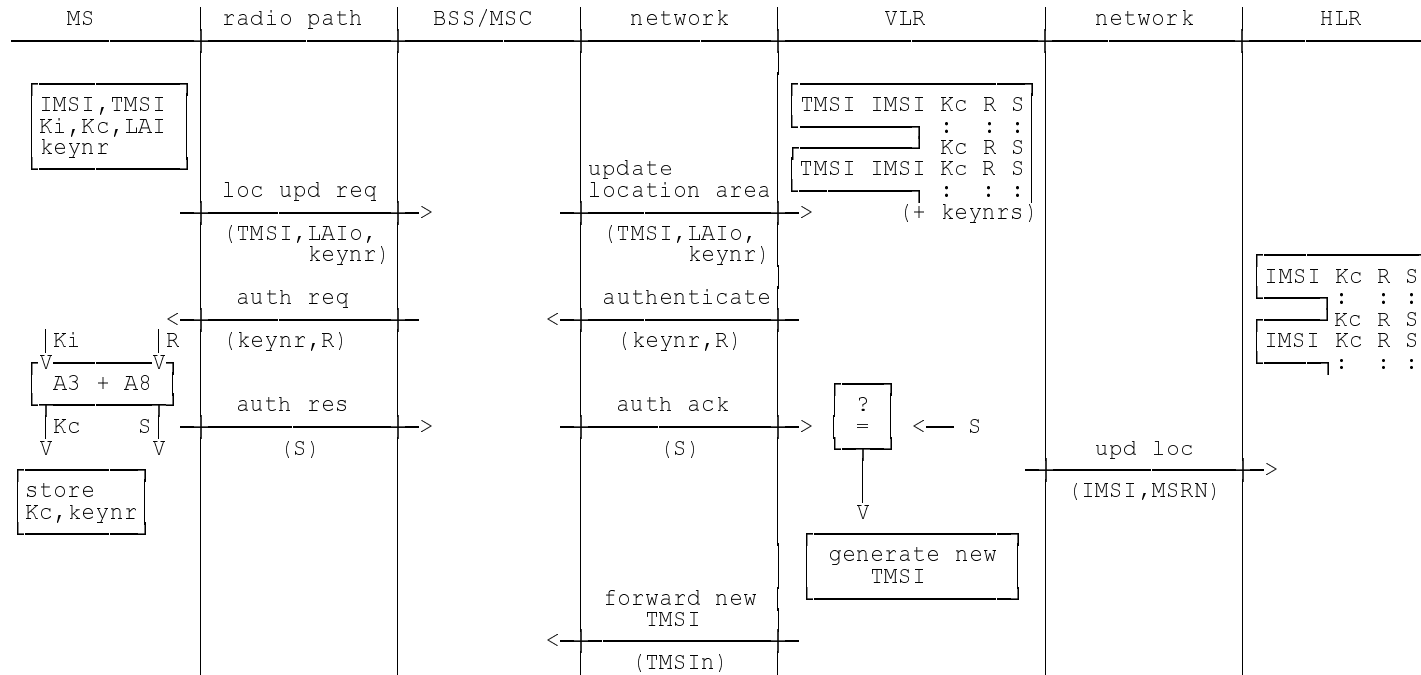 MS radio path BSS/MSC network VLR network HLR
IMSI,TMSI
Ki,Kc,LAI
keynr
TMSI IMSI Kc R S
: : :
Kc R S
TMSI IMSI Kc R S
: : :
(+ keynrs)
loc upd req
(TMSI,LAIo,
keynr)
update
location area
(TMSI,LAIo,
keynr)
IMSI Kc R S
: : :
Kc R S
IMSI Kc R S
: : :
auth req
(keynr,R)
authenticate
(keynr,R)
Ki R
V V
A3 + A8
Kc S
V V
auth res
(S)
auth ack
(S)
?
=
<— S
V
upd loc
(IMSI,MSRN)
store
Kc,keynr
generate new
TMSI
forward new
TMSI
(TMSIn)